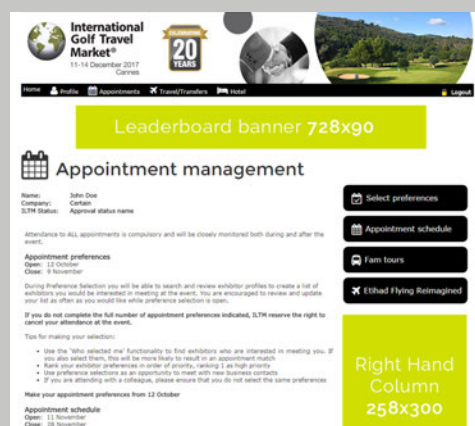 International
Golf Travel
Market®
11-14 December 2017
Cannes
CELEBRATING
20
YEARS
Home Profile Appointments Travel/Transfers Hotel Logout
Leaderboard banner 728x90
Appointment management
Name: John Doe
Company: Certain
ILTM Status: Approval status name
Select preferences
Appointment schedule
Fam tours
Etihad Flying Reimagined
Attendance to ALL appointments is compulsory and will be closely monitored both during and after the
event.
Appointment preferences
Open: 12 October
Close: 9 November
During Preference Selection you will be able to search and review exhibitor profiles to create a list of
exhibitors you would be interested in meeting at the event. You are encouraged to review and update
your list as often as you would like while preference selection is open.
If you do not complete the full number of appointment preferences indicated, ILTM reserve the right to
cancel your attendance at the event.
Tips for making your selection:
• Use the 'Who selected me' functionality to find exhibitors who are interested in meeting you. If
you also select them, this will be more likely to result in an appointment match
• Rank your exhibitor preferences in order of priority, ranking 1 as high priority
• Use preference selections as an opportunity to meet with new business contacts
• If you are attending with a colleague, please ensure that you do not select the same preferences
Make your appointment preferences from 12 October
Appointment schedule
Open: 11 November
Close: 28 November
Right Hand
Column
258x300